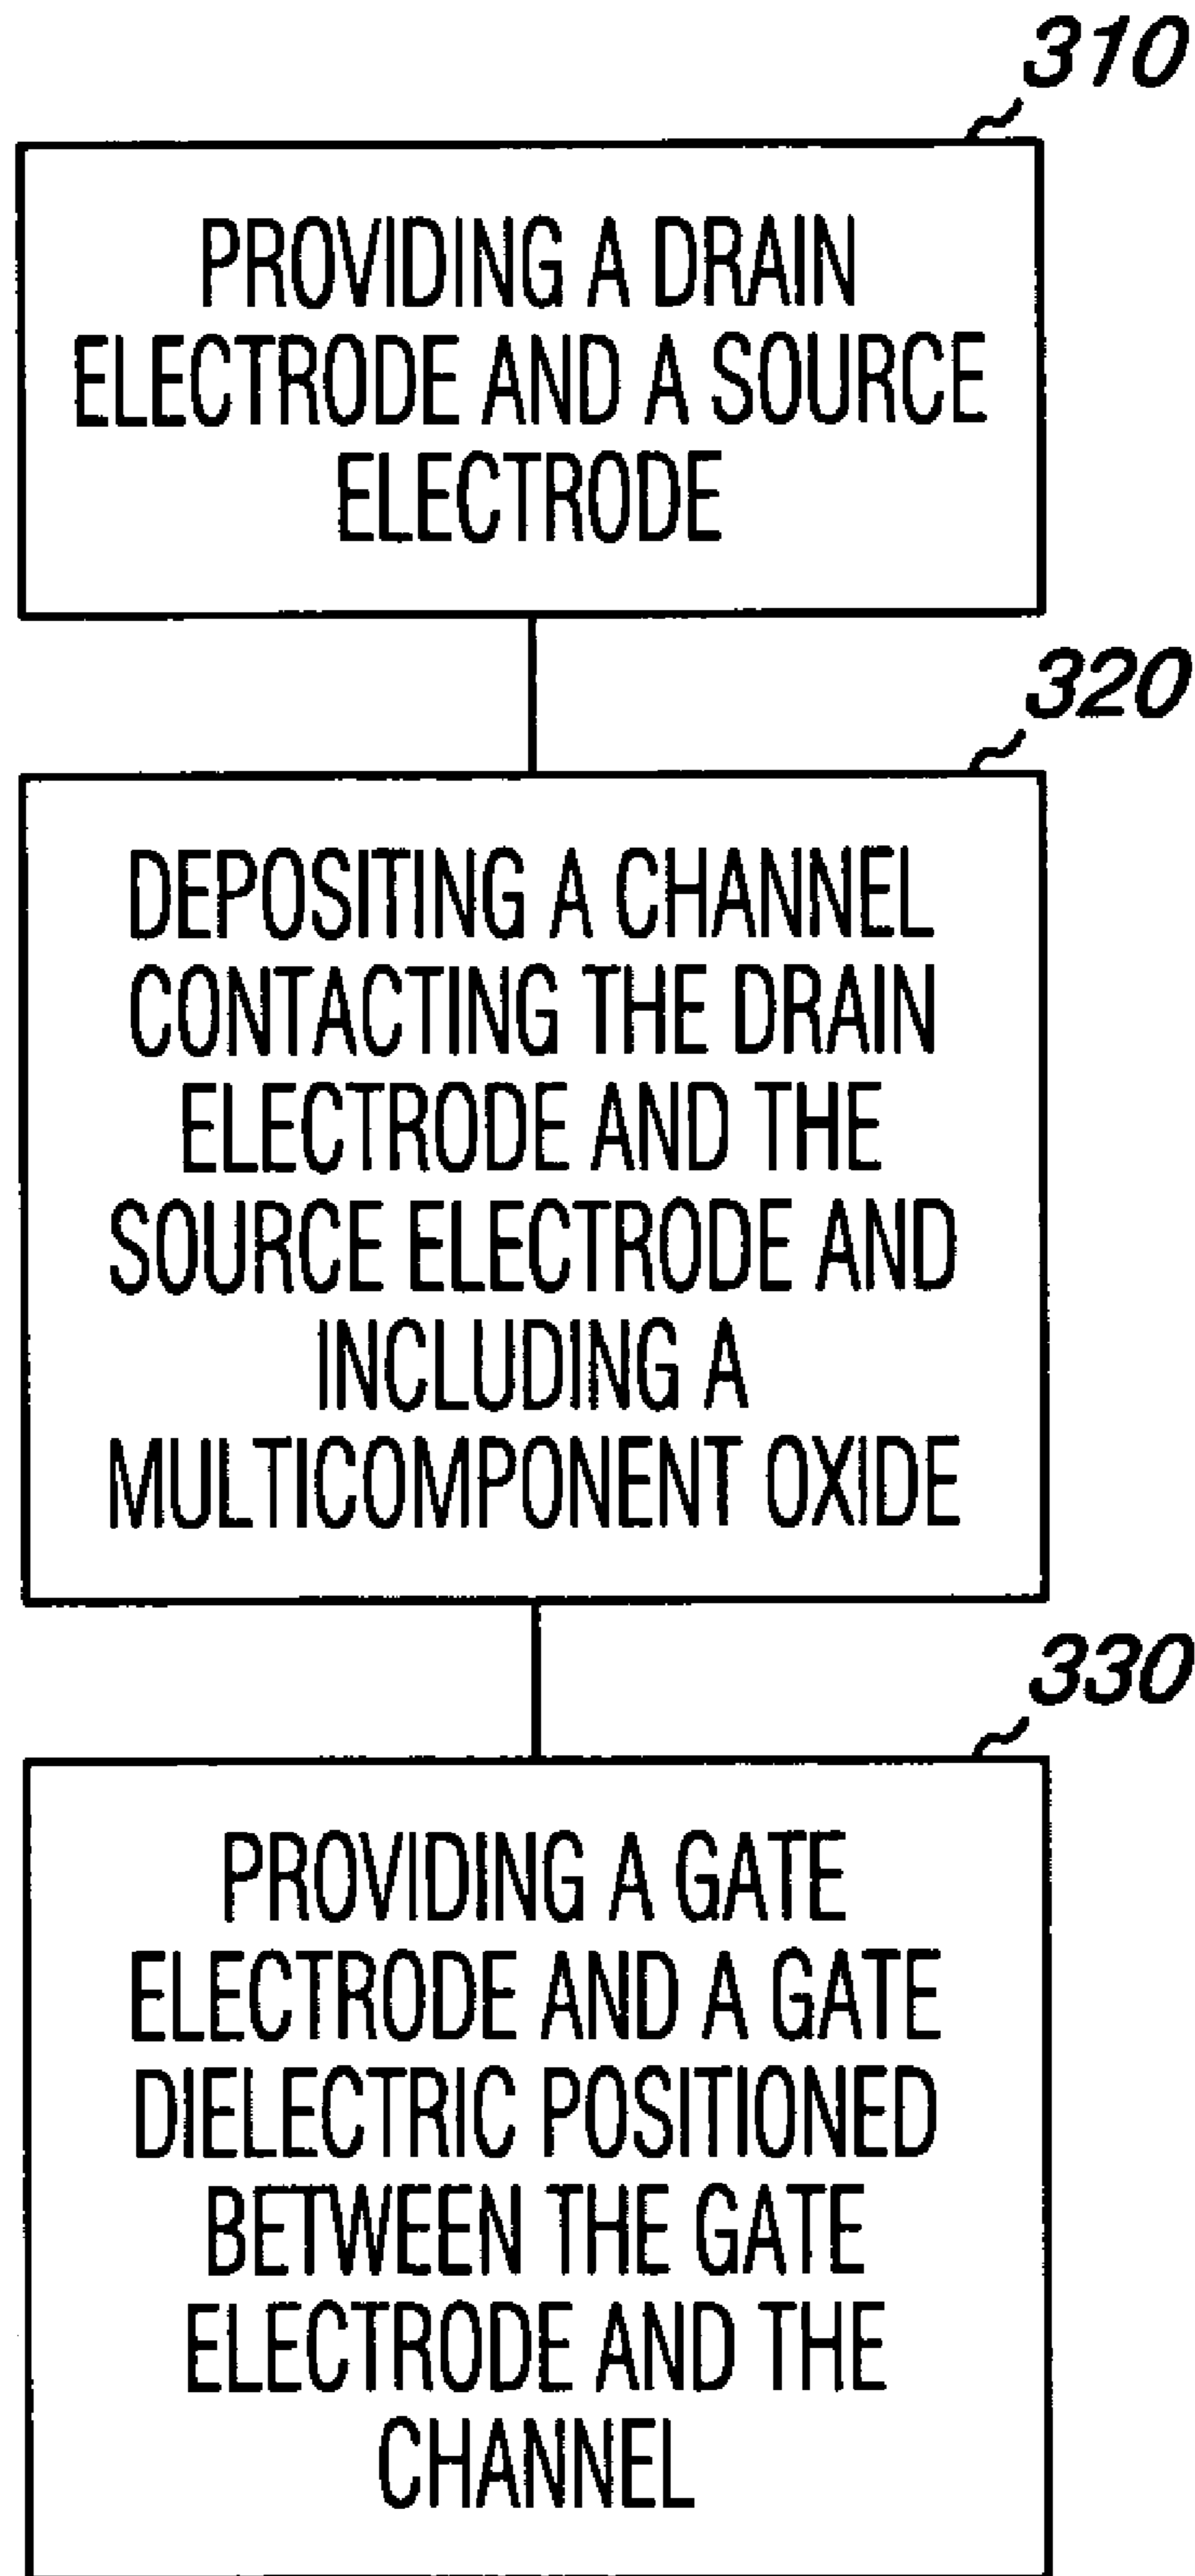 310
PROVIDING A DRAIN
ELECTRODE AND A SOURCE
ELECTRODE
320
DEPOSITING A CHANNEL
CONTACTING THE DRAIN
ELECTRODE AND THE
SOURCE ELECTRODE AND
INCLUDING A
MULTICOMPONENT OXIDE
330
PROVIDING A GATE
ELECTRODE AND A GATE
DIELECTRIC POSITIONED
BETWEEN THE GATE
ELECTRODE AND THE
CHANNEL